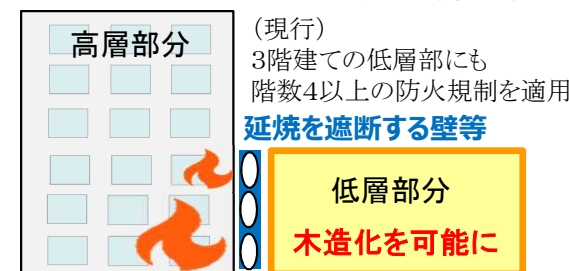 高層部分
(現行)
3階建ての低層部にも
階数4以上の防火規制を適用
延焼を遮断する壁等
低層部分
木造化を可能に